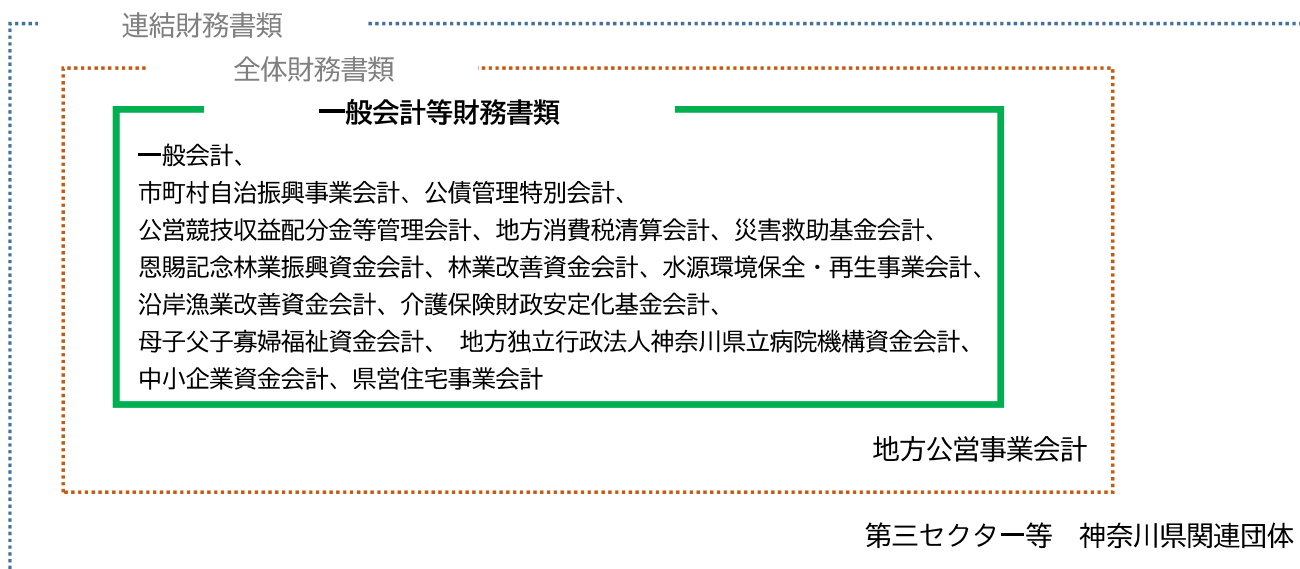 連結財務書類
全体財務書類
一般会計等財務書類
一般会計、
市町村自治振興事業会計、公債管理特別会計、
公営競技収益配分金等管理会計、地方消費税清算会計、災害救助基金会計、
恩賜記念林業振興資金会計、林業改善資金会計、水源環境保全・再生事業会計、
沿岸漁業改善資金会計、介護保険財政安定化基金会計、
母子父子寡婦福祉資金会計、 地方独立行政法人神奈川県立病院機構資金会計、
中小企業資金会計、県営住宅事業会計
地方公営事業会計
第三セクター等　神奈川県関連団体